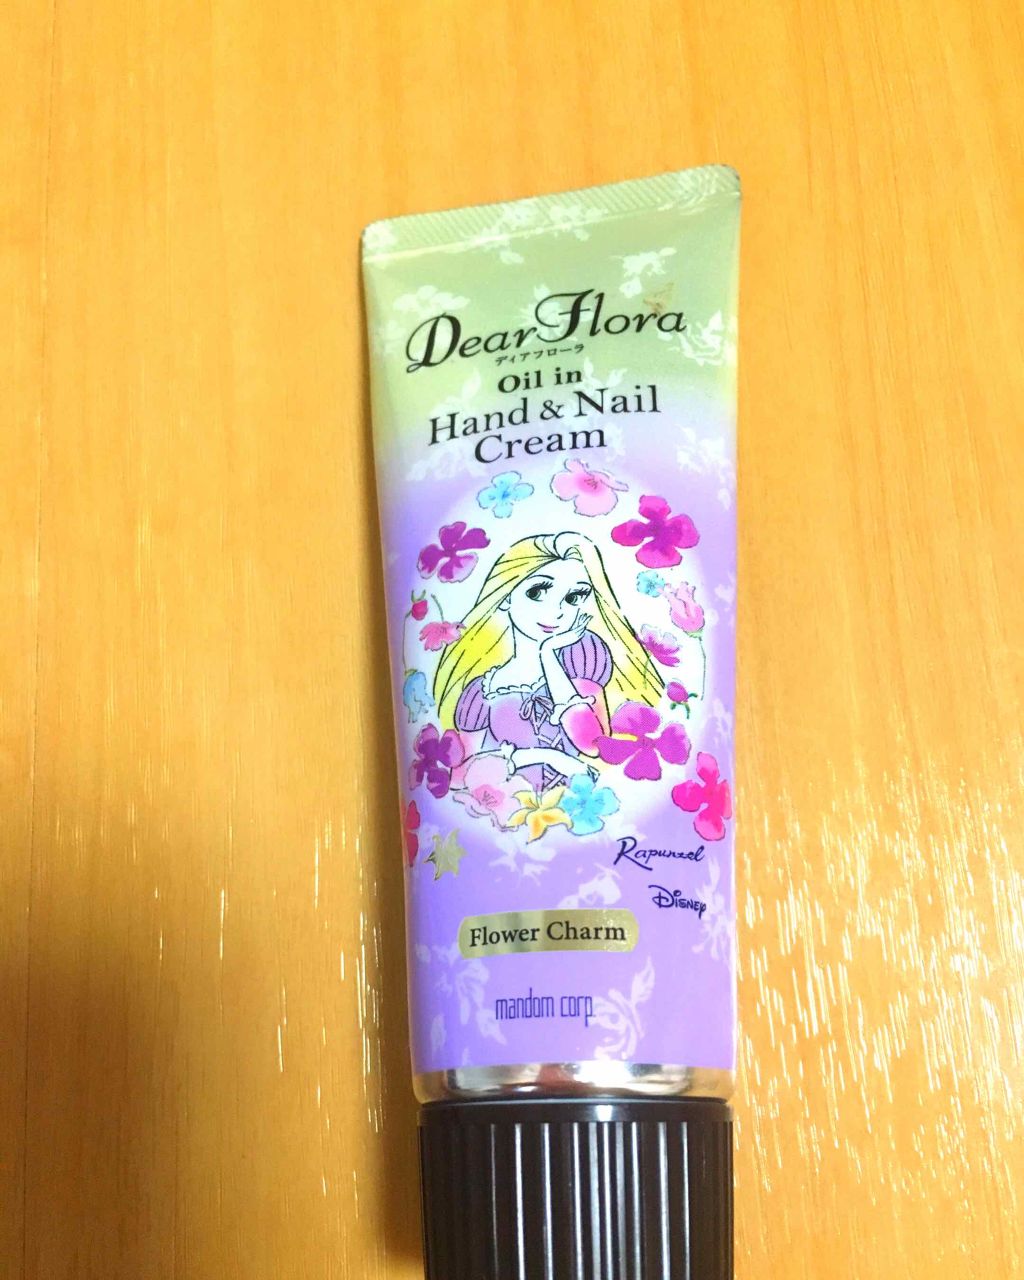 Dear Flora
ディアフローラ
Oil in
Hand & Nail
Cream
Rapunzel
Disney
Flower Charm
mandom corp.